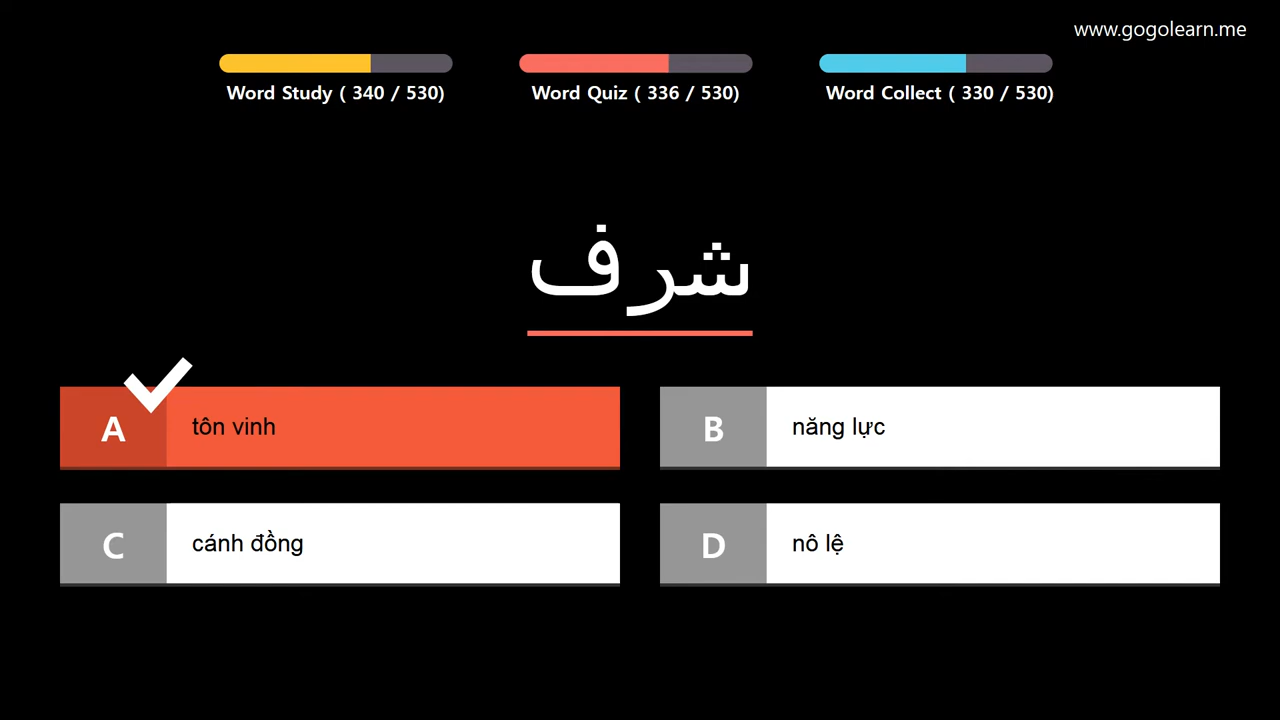 www.gogolearn.me
Word Study ( 340 / 530)
Word Quiz ( 336 / 530)
Word Collect ( 330 / 530)
شرف
A tôn vinh
B năng lực
C cánh đồng
D nô lệ